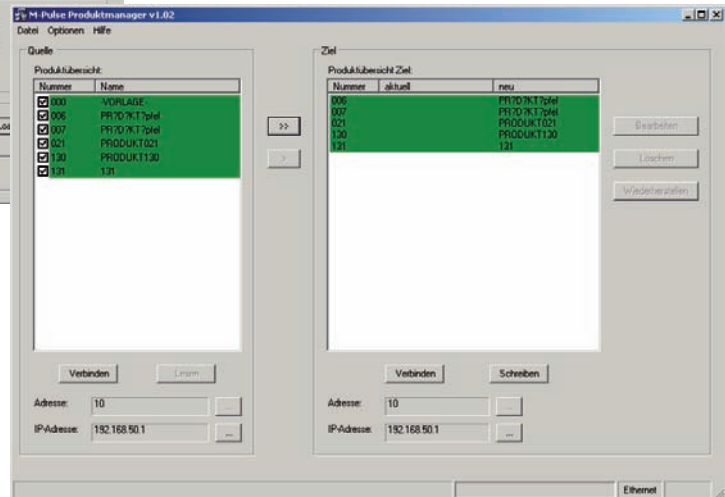 M-Pulse Produktmanager v1.02
Datei Optionen Hilfe
Quelle
Produktübersicht:
Nummer Name
000 -VORLAGE-
006 PR?D?KT?pfel
007 PR?D?KT?pfel
021 PRODUKT021
130 PRODUKT130
131 131
>>
>
Verbinden Lesen
Adresse: 10 ...
IP-Adresse: 192.168.50.1 ...
Ziel
Produktübersicht Ziel:
Nummer aktuell neu
006 PR?D?KT?pfel
007 PR?D?KT?pfel
021 PRODUKT021
130 PRODUKT130
131 131
Bearbeiten
Löschen
Wiederherstellen
Verbinden Schreiben
Adresse: 10 ...
IP-Adresse: 192.168.50.1 ...
Ethernet